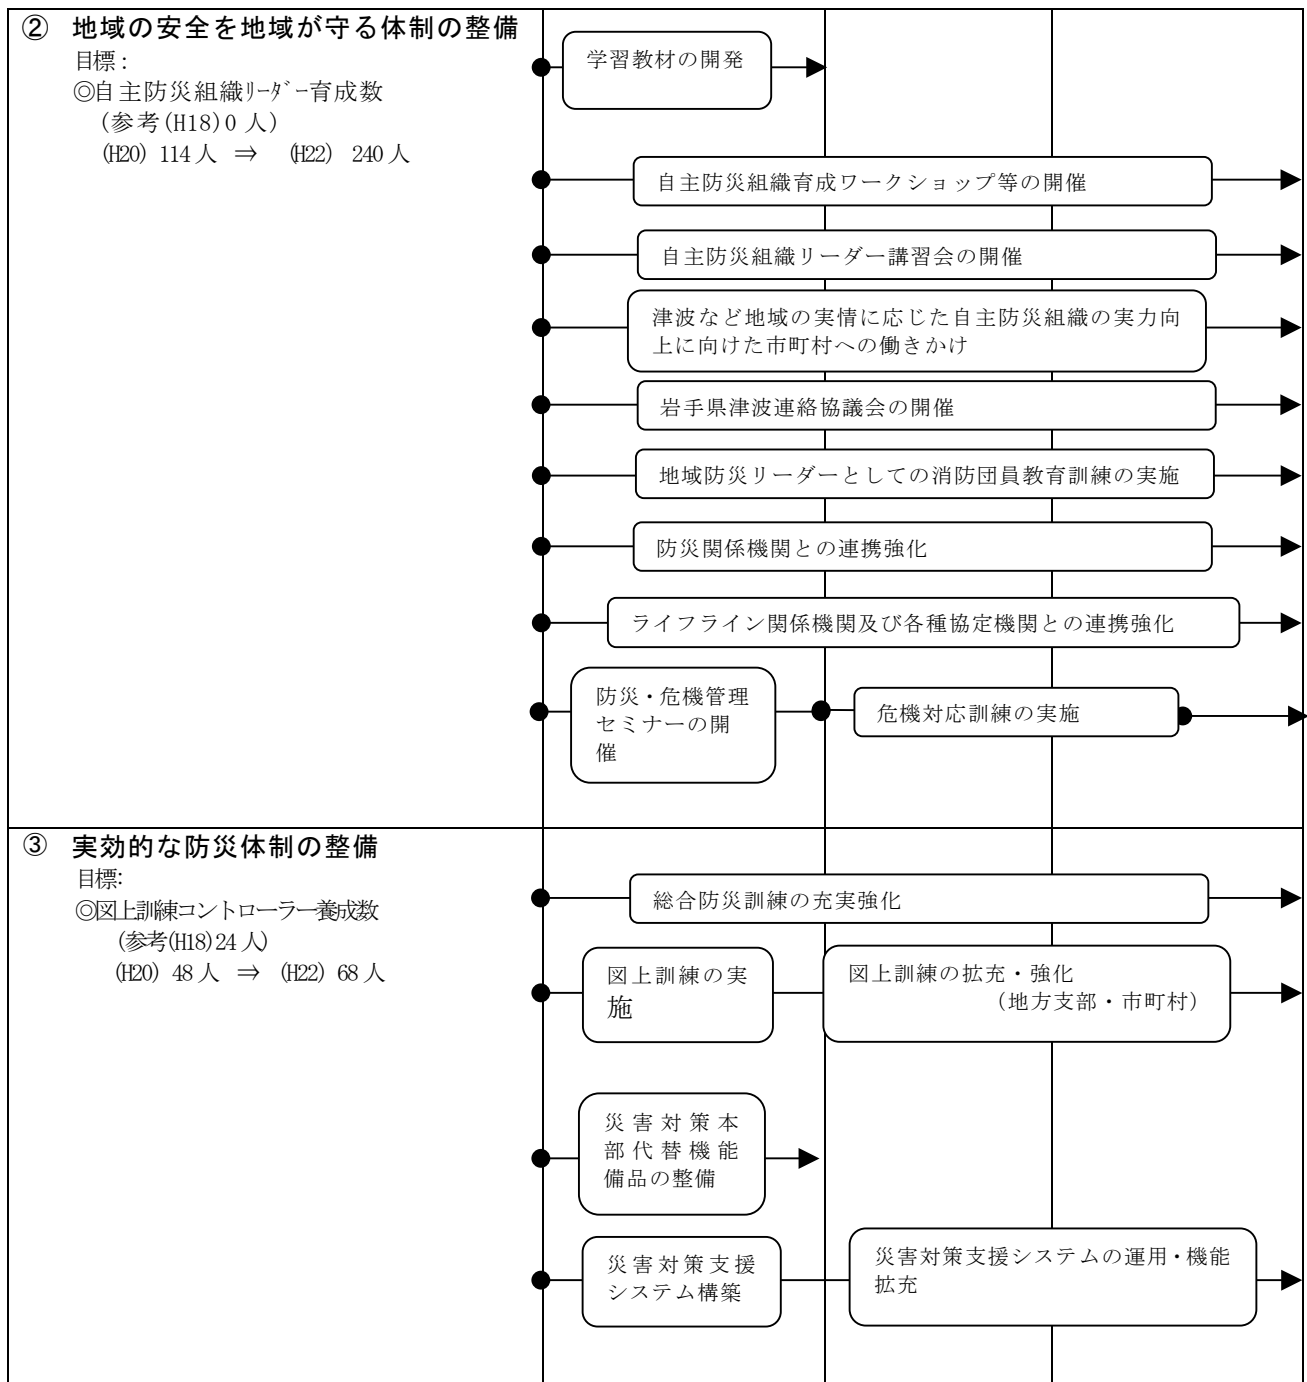 ② 地域の安全を地域が守る体制の整備
目標：
◎自主防災組織ﾘｰﾀﾞｰ育成数
(参考(H18)0 人)
(H20) 114 人 ⇒ (H22) 240 人
学習教材の開発
自主防災組織育成ワークショップ等の開催
自主防災組織リーダー講習会の開催
津波など地域の実情に応じた自主防災組織の実力向
上に向けた市町村への働きかけ
岩手県津波連絡協議会の開催
地域防災リーダーとしての消防団員教育訓練の実施
防災関係機関との連携強化
ライフライン関係機関及び各種協定機関との連携強化
防災・危機管理
セミナーの開
催
危機対応訓練の実施
③ 実効的な防災体制の整備
目標:
◎図上訓練コントローラー養成数
(参考(H18)24 人)
(H20) 48 人 ⇒ (H22) 68 人
総合防災訓練の充実強化
図上訓練の実
施
図上訓練の拡充・強化
（地方支部・市町村）
災害対策本
部代替機能
備品の整備
災害対策支援
システム構築
災害対策支援システムの運用・機能
拡充